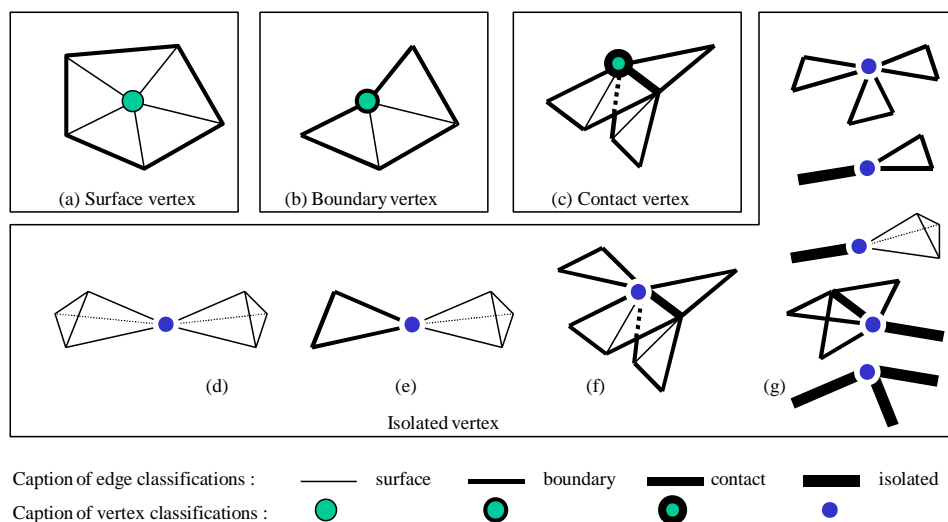 (a) Surface vertex
(b) Boundary vertex
(c) Contact vertex
(d)
(e)
(f)
(g)
Isolated vertex
Caption of edge classifications : surface boundary contact isolated
Caption of vertex classifications :